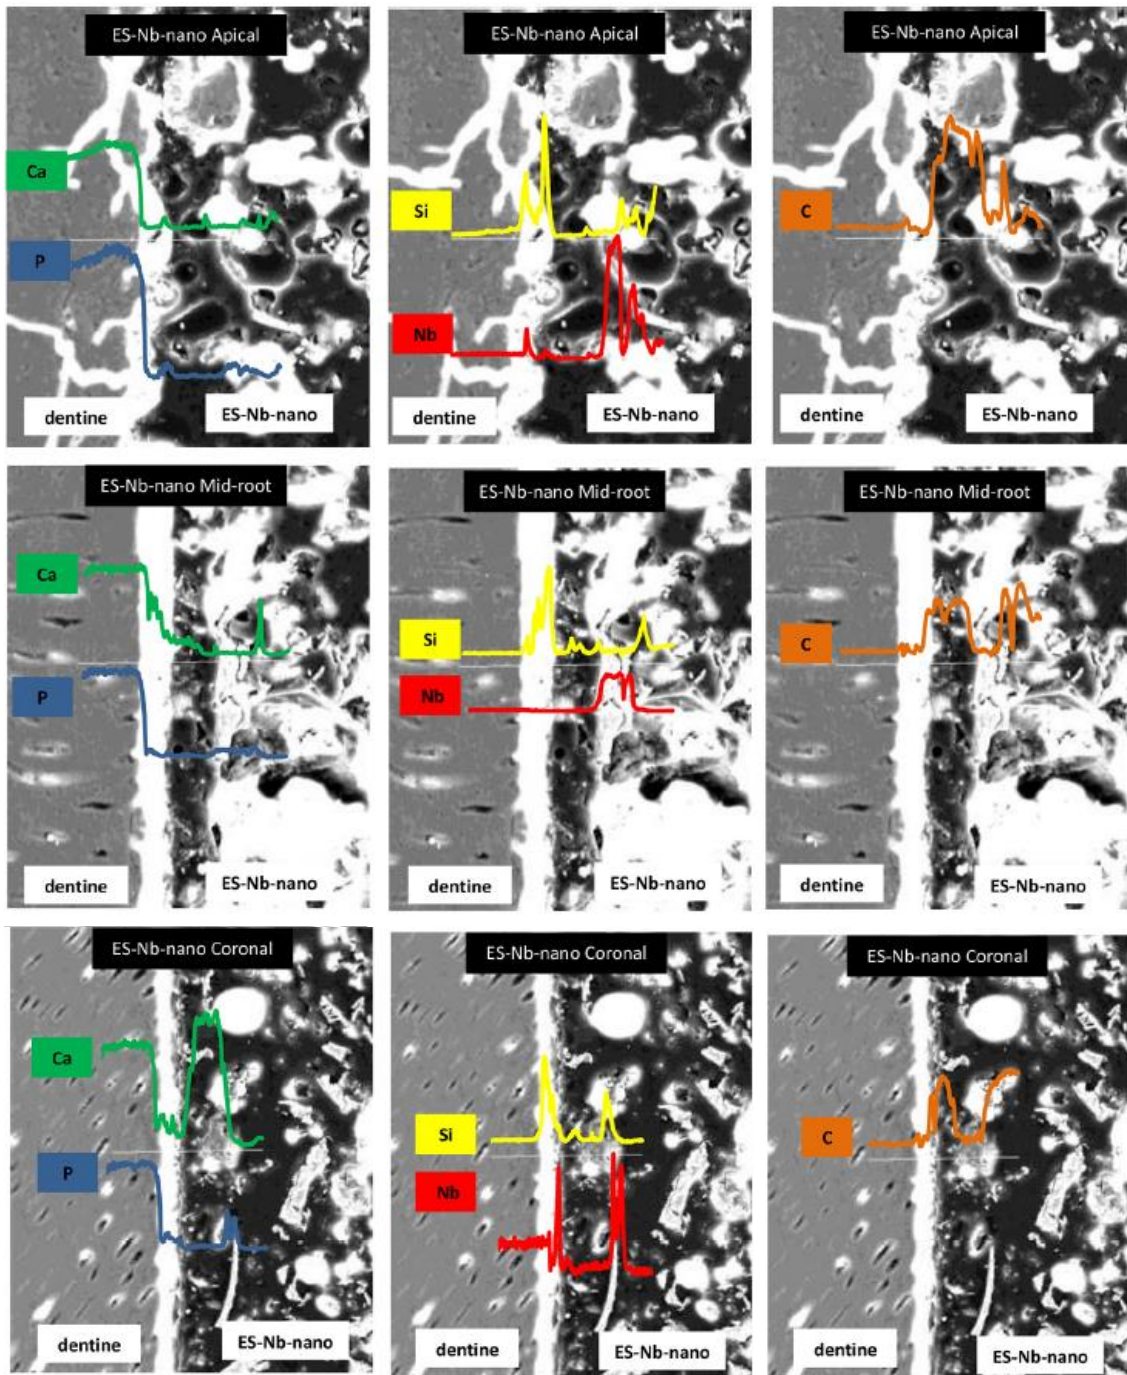 ES-Nb-nano Apical
Ca
P
dentine
ES-Nb-nano
ES-Nb-nano Apical
Si
Nb
dentine
ES-Nb-nano
ES-Nb-nano Apical
C
dentine
ES-Nb-nano
ES-Nb-nano Mid-root
Ca
P
dentine
ES-Nb-nano
ES-Nb-nano Mid-root
Si
Nb
dentine
ES-Nb-nano
ES-Nb-nano Mid-root
C
dentine
ES-Nb-nano
ES-Nb-nano Coronal
Ca
P
dentine
ES-Nb-nano
ES-Nb-nano Coronal
Si
Nb
dentine
ES-Nb-nano
ES-Nb-nano Coronal
C
dentine
ES-Nb-nano